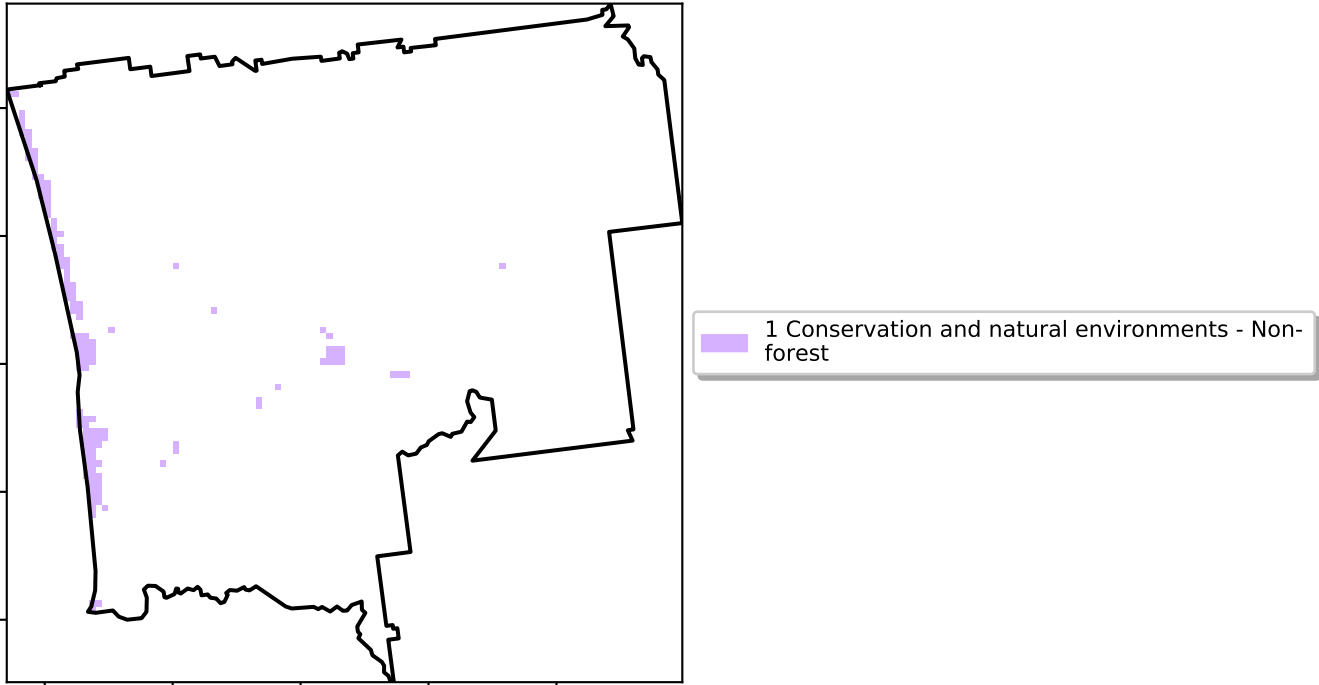 1 Conservation and natural environments - Non-
forest